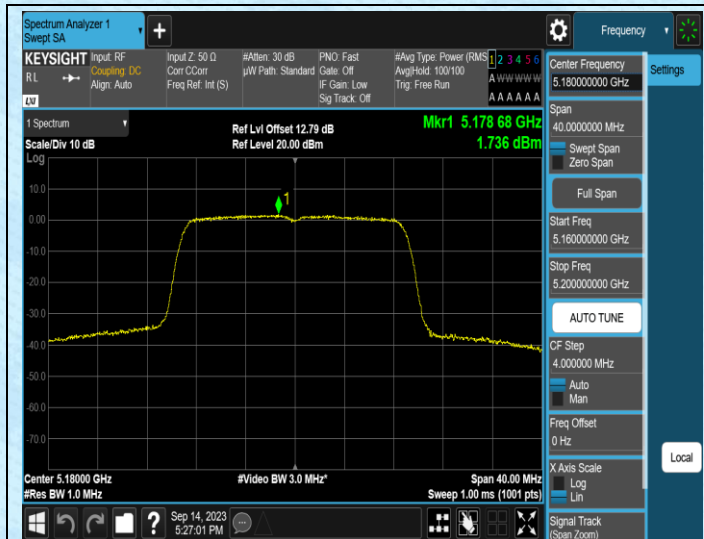 Spectrum Analyzer 1
Swept SA
Frequency
KEYSIGHT
RL
LXI
Input: RF
Coupling: DC
Align: Auto
Input Z: 50 Ω
Corr CCorr
Freq Ref: Int (S)
#Atten: 30 dB
µW Path: Standard
PNO: Fast
Gate: Off
IF Gain: Low
Sig Track: Off
#Avg Type: Power (RMS
Avg|Hold: 100/100
Trig: Free Run
1 2 3 4 5 6
A W W W W W
A A A A A A
Center Frequency
5.180000000 GHz
Settings
Span
40.0000000 MHz
Swept Span
Zero Span
Full Span
Start Freq
5.160000000 GHz
Stop Freq
5.200000000 GHz
AUTO TUNE
CF Step
4.000000 MHz
Auto
Man
Freq Offset
0 Hz
X Axis Scale
Log
Lin
Signal Track
(Span Zoom)
Local
1 Spectrum
Scale/Div 10 dB
Log
Ref Lvl Offset 12.79 dB
Ref Level 20.00 dBm
Mkr1 5.178 68 GHz
1.736 dBm
1
10.0
0.00
-10.0
-20.0
-30.0
-40.0
-50.0
-60.0
-70.0
Center 5.18000 GHz
#Res BW 1.0 MHz
#Video BW 3.0 MHz*
Span 40.00 MHz
Sweep 1.00 ms (1001 pts)
?
Sep 14, 2023
5:27:01 PM